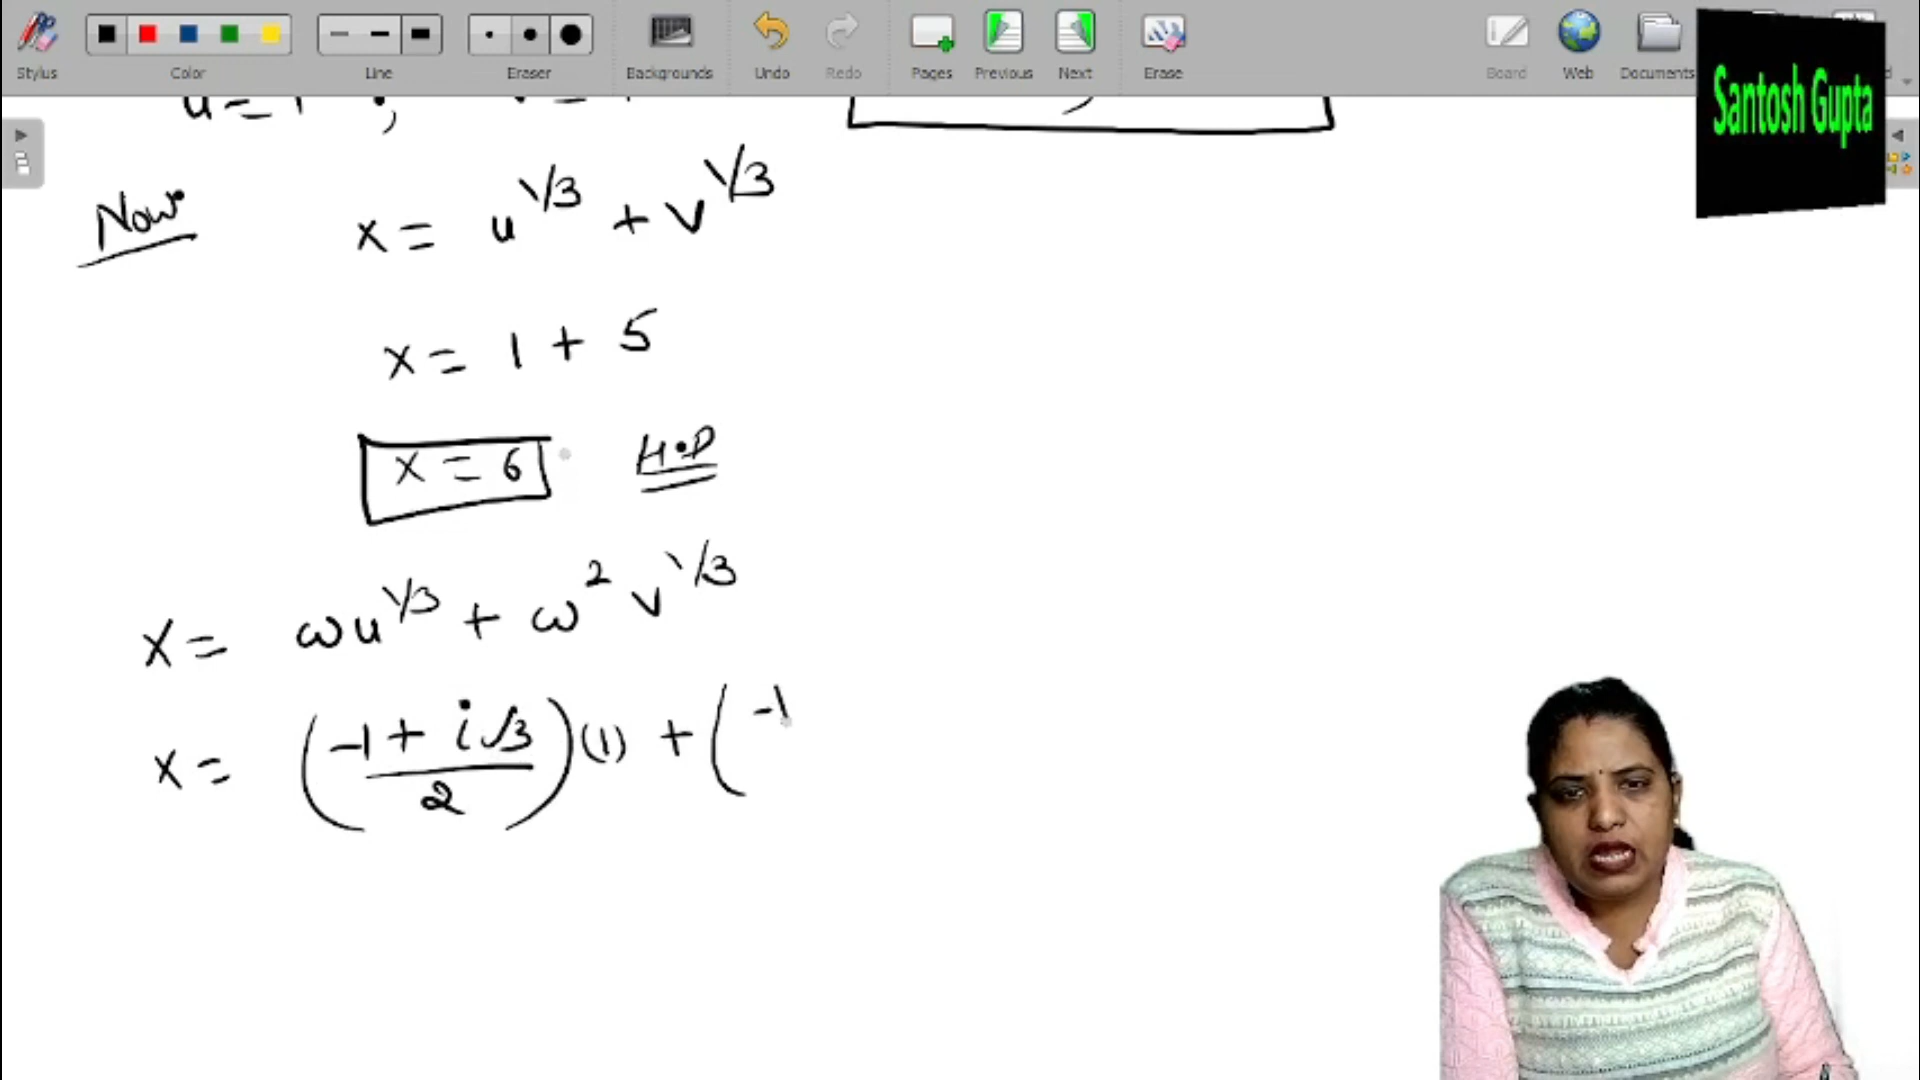 Stylus Color Line Eraser Backgrounds Undo Redo Pages Previous Next Erase Board Web Documents
Santosh Gupta
Now x = u^1/3 + v^1/3
x = 1 + 5
x = 6 H.P
x = ωu^1/3 + ω^2 v^1/3
x = (-1 + i√3 / 2)(1) + (-1